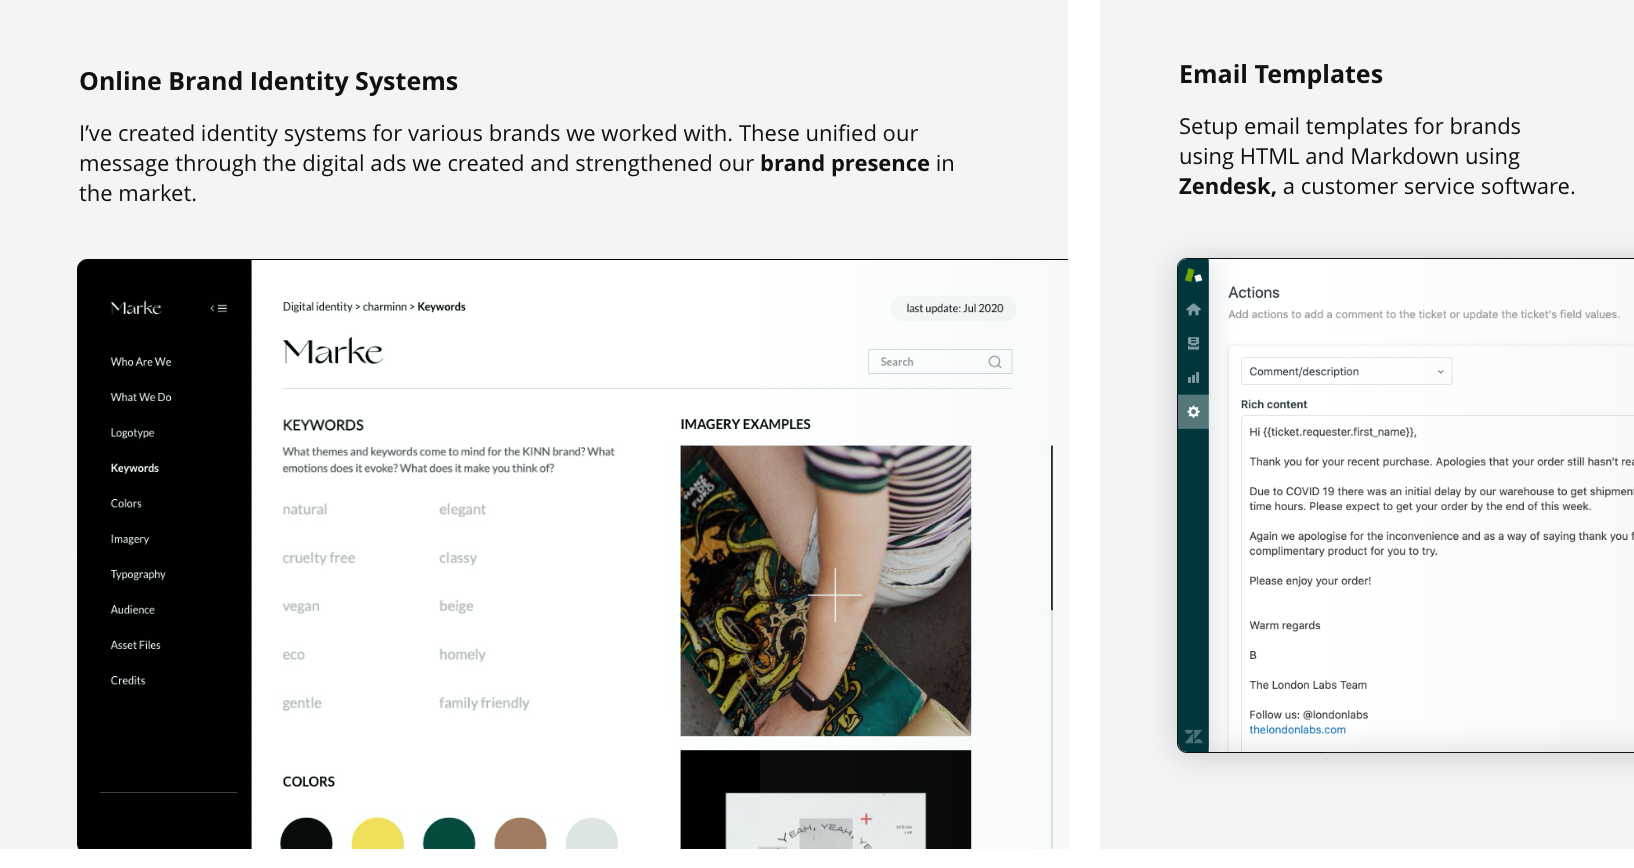 Online Brand Identity Systems
I’ve created identity systems for various brands we worked with. These unified our
message through the digital ads we created and strengthened our brand presence in
the market.
Marke
Who Are We
What We Do
Logotype
Keywords
Colors
Imagery
Typography
Audience
Asset Files
Credits
Digital identity > charminn > Keywords
last update: Jul 2020
Marke
Search
KEYWORDS
What themes and keywords come to mind for the KINN brand? What
emotions does it evoke? What does it make you think of?
natural
elegant
cruelty free
classy
vegan
beige
eco
homely
gentle
family friendly
COLORS
IMAGERY EXAMPLES
YEAH, YEAH,
Email Templates
Setup email templates for brands
using HTML and Markdown using
Zendesk, a customer service software.
Actions
Add actions to add a comment to the ticket or update the ticket's field values.
Comment/description
Rich content
Hi {{ticket.requester.first_name}},
Thank you for your recent purchase. Apologies that your order still hasn't
Due to COVID 19 there was an initial delay by our warehouse to get
time hours. Please expect to get your order by the end of this week.
Again we apologise for the inconvenience and as a way of saying thank you
complimentary product for you to try.
Please enjoy your order!
Warm regards
B
The London Labs Team
Follow us: @londonlabs
thelondonlabs.com